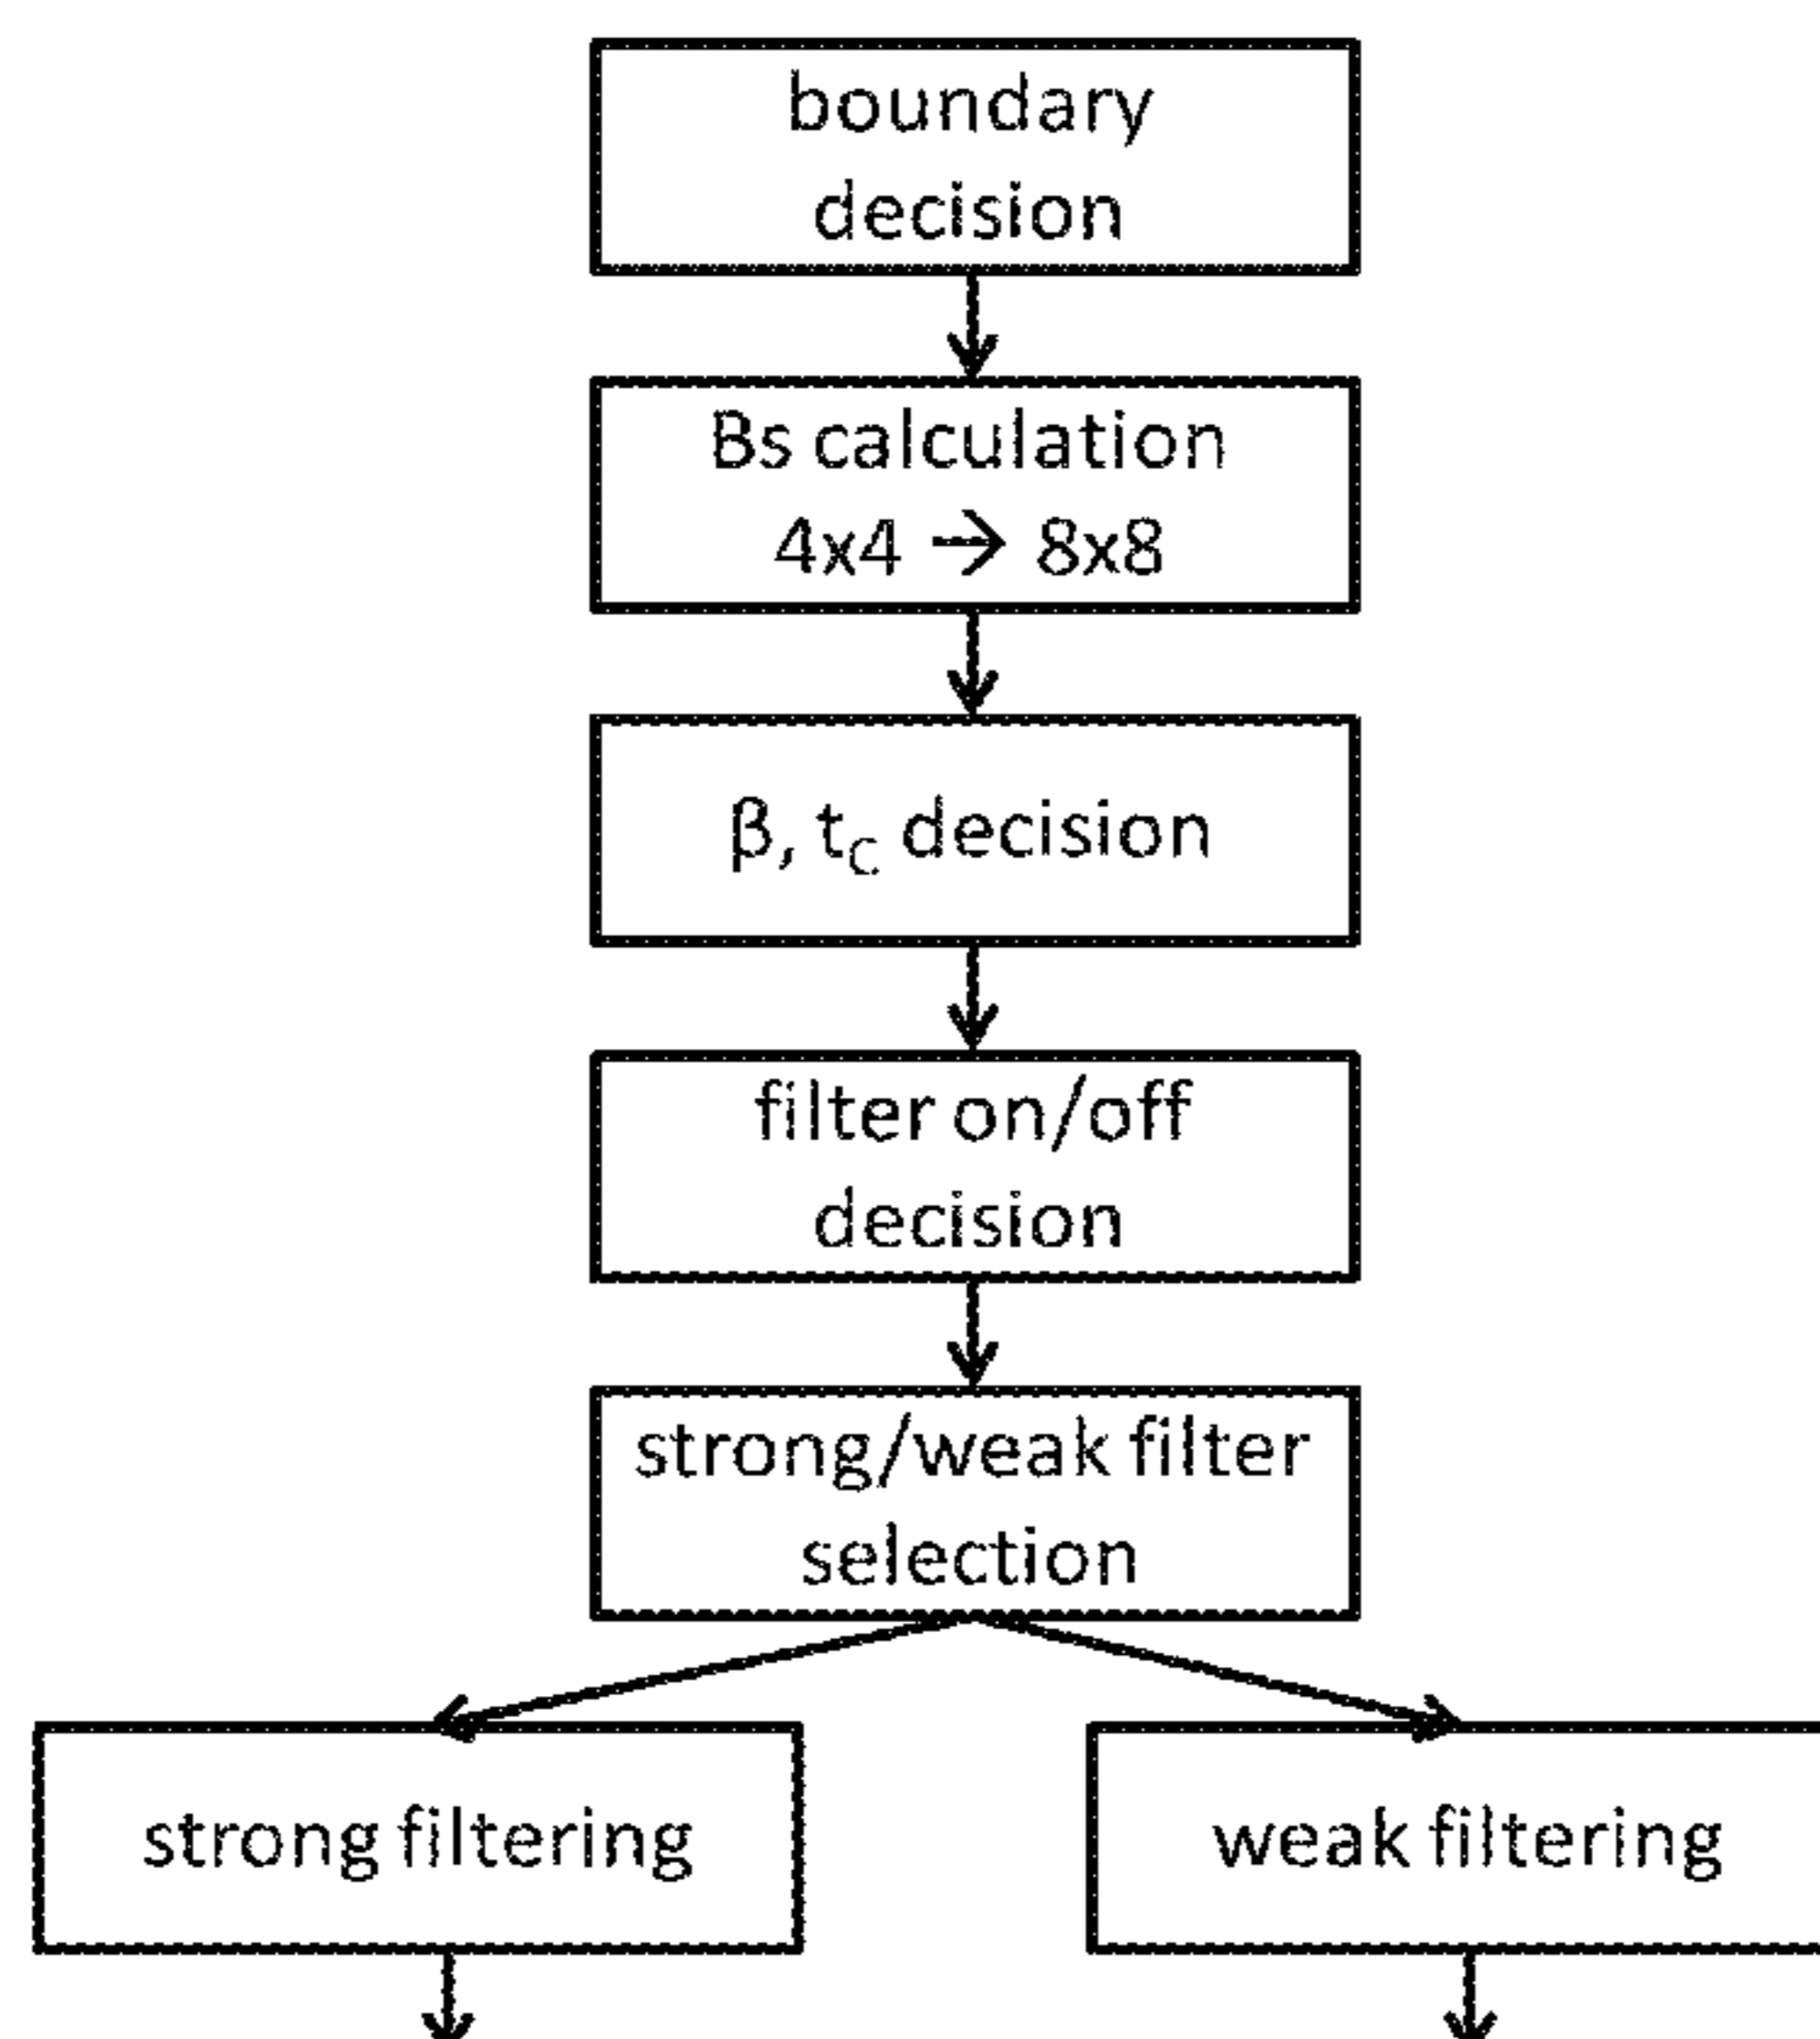 boundary
decision
Bs calculation
4x4 → 8x8
β, t_C decision
filter on/off
decision
strong/weak filter
selection
strong filtering
weak filtering